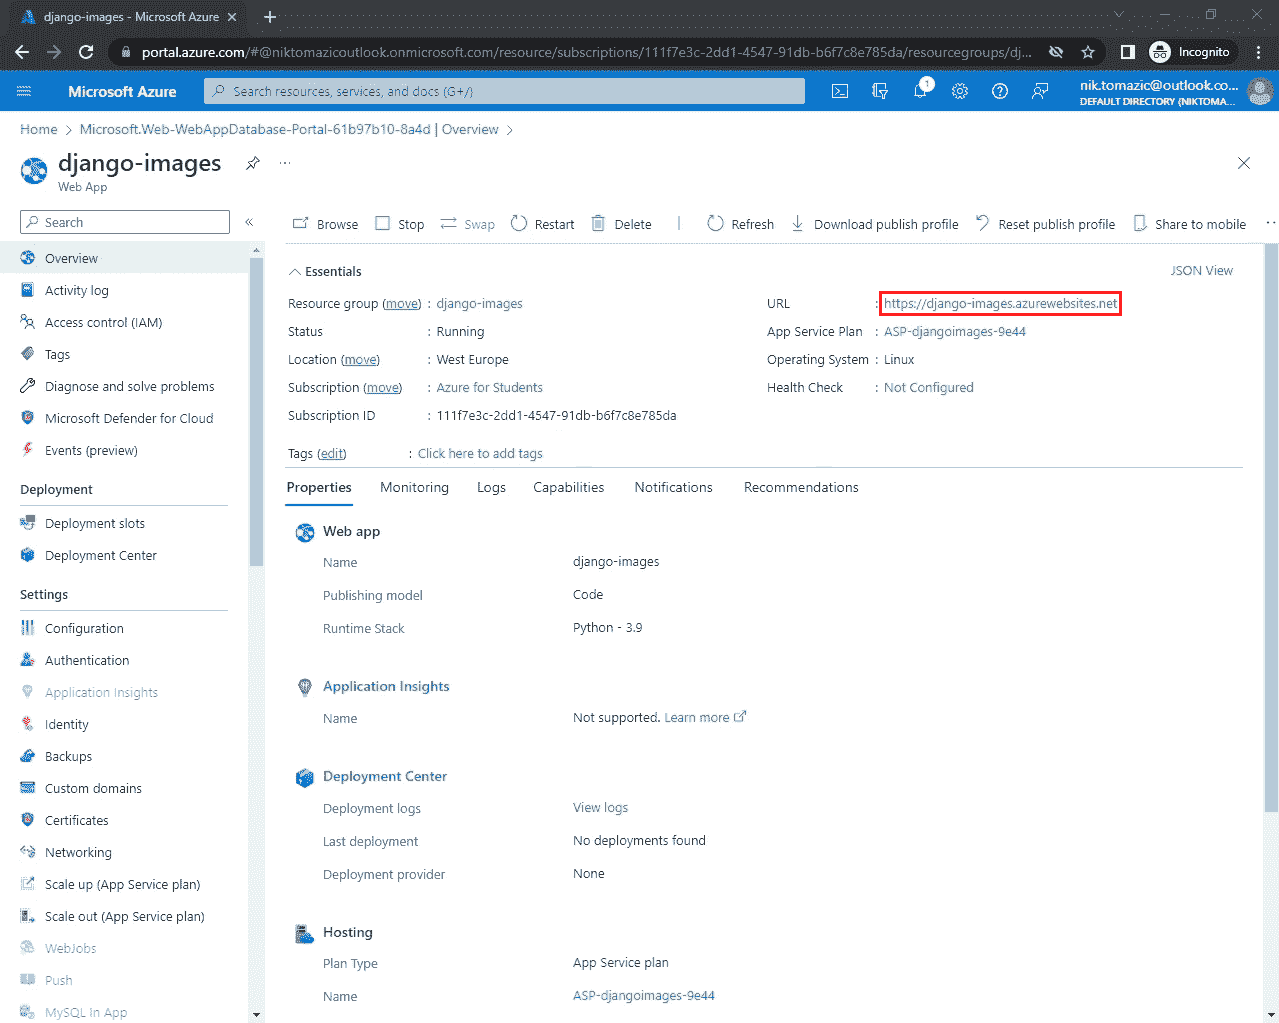 django-images - Microsoft Azure
portal.azure.com/#@niktomazicoutlook.onmicrosoft.com/resource/subscriptions/111f7e3c-2dd1-4547-91db-b6f7c8e785da/resourcegroups/dj...
Incognito
Microsoft Azure
Search resources, services, and docs (G+/)
1
nik.tomazic@outlook.co...
DEFAULT DIRECTORY (NIKTOMA...
Home > Microsoft.Web-WebAppDatabase-Portal-61b97b10-8a4d | Overview >
django-images
...
Web App
Search
«
Browse
Stop
Swap
Restart
Delete
Refresh
Download publish profile
Reset publish profile
Share to mobile
Overview
Activity log
Access control (IAM)
Tags
Diagnose and solve problems
Microsoft Defender for Cloud
Events (preview)
Deployment
Deployment slots
Deployment Center
Settings
Configuration
Authentication
Application Insights
Identity
Backups
Custom domains
Certificates
Networking
Scale up (App Service plan)
Scale out (App Service plan)
WebJobs
Push
MySQL In App
Essentials
JSON View
Resource group (move) : django-images
Status : Running
Location (move) : West Europe
Subscription (move) : Azure for Students
Subscription ID : 111f7e3c-2dd1-4547-91db-b6f7c8e785da
URL : https://django-images.azurewebsites.net
App Service Plan : ASP-djangoimages-9e44
Operating System : Linux
Health Check : Not Configured
Tags (edit) : Click here to add tags
Properties
Monitoring
Logs
Capabilities
Notifications
Recommendations
Web app
Name django-images
Publishing model Code
Runtime Stack Python - 3.9
Application Insights
Name Not supported. Learn more
Deployment Center
Deployment logs View logs
Last deployment No deployments found
Deployment provider None
Hosting
Plan Type App Service plan
Name ASP-djangoimages-9e44